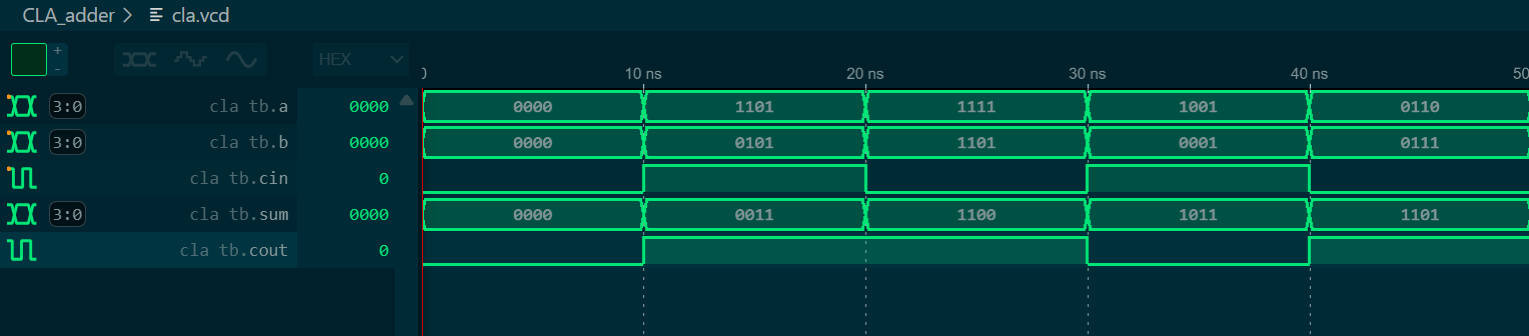 CLA_adder > cla.vcd
+
-
HEX
0 10 ns 20 ns 30 ns 40 ns 50
3:0 cla tb.a 0000 0000 1101 1111 1001 0110
3:0 cla tb.b 0000 0000 0101 1101 0001 0111
cla tb.cin 0
3:0 cla tb.sum 0000 0000 0011 1100 1011 1101
cla tb.cout 0